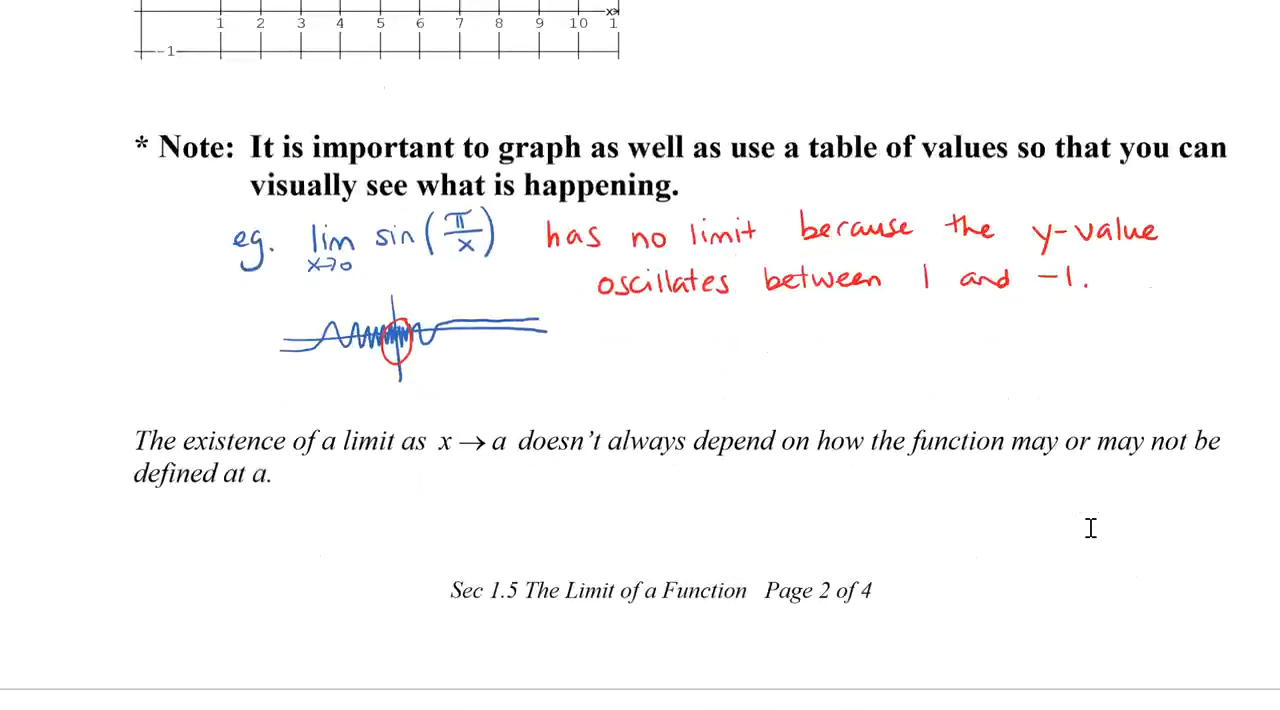 1 2 3 4 5 6 7 8 9 10 x 1
-1
* Note: It is important to graph as well as use a table of values so that you can
visually see what is happening.
eg. lim x→0 sin(π/x) has no limit because the y-value
oscillates between 1 and -1.
The existence of a limit as x → a doesn't always depend on how the function may or may not be
defined at a.
Sec 1.5 The Limit of a Function Page 2 of 4